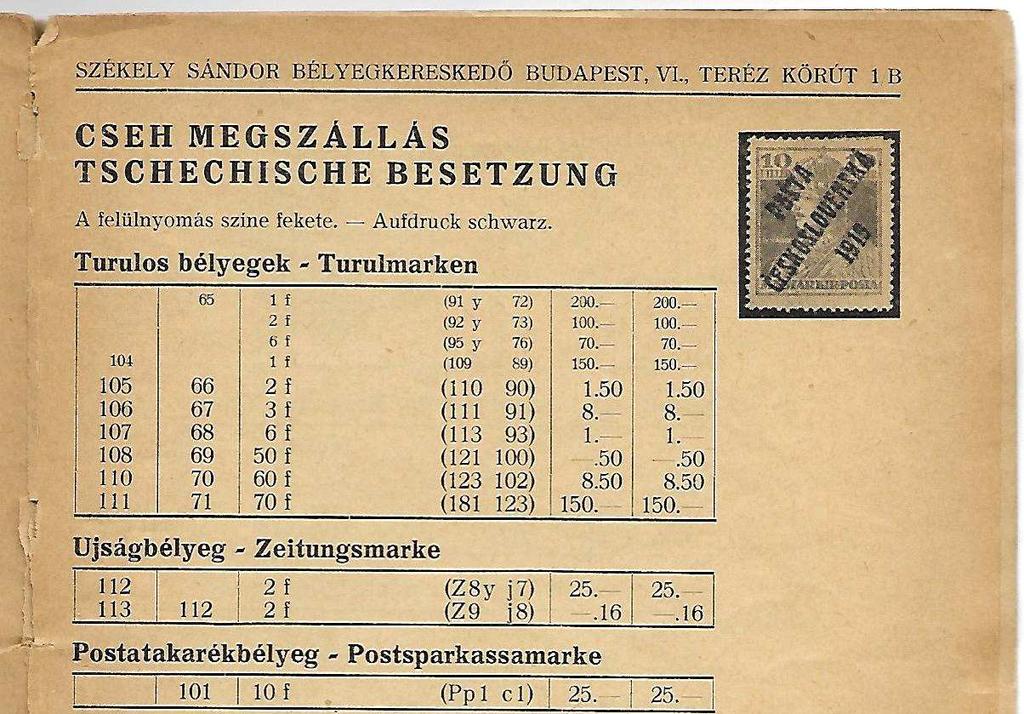 SZÉKELY SÁNDOR BÉLYEGKERESKEDŐ BUDAPEST, VI., TERÉZ KÖRÚT 1/B
CSEH MEGSZÁLLÁS
TSCHECHISCHE BESETZUNG
A felülnyomás szine fekete. — Aufdruck schwarz.
10
POŠTA
ČESKOSLOVENSKÁ
1919
MAGYAR KIR. POSTA
Turulos bélyegek - Turulmarken
65 1 f (91 y 72) 200.— 200.—
2 f (92 y 73) 100.— 100.—
6 f (95 y 76) 70.— 70.—
104 1 f (109 89) 150.— 150.—
105 66 2 f (110 90) 1.50 1.50
106 67 3 f (111 91) 8.— 8.—
107 68 6 f (113 93) 1.— 1.—
108 69 50 f (121 100) —.50 —.50
110 70 60 f (123 102) 8.50 8.50
111 71 70 f (181 123) 150.— 150.—
Ujságbélyeg - Zeitungsmarke
112 2 f (Z8y j7) 25.— 25.—
113 112 2 f (Z9 j8) —.16 —.16
Postatakarékbélyeg - Postsparkassamarke
101 10 f (Pp1 c1) 25.— 25.—